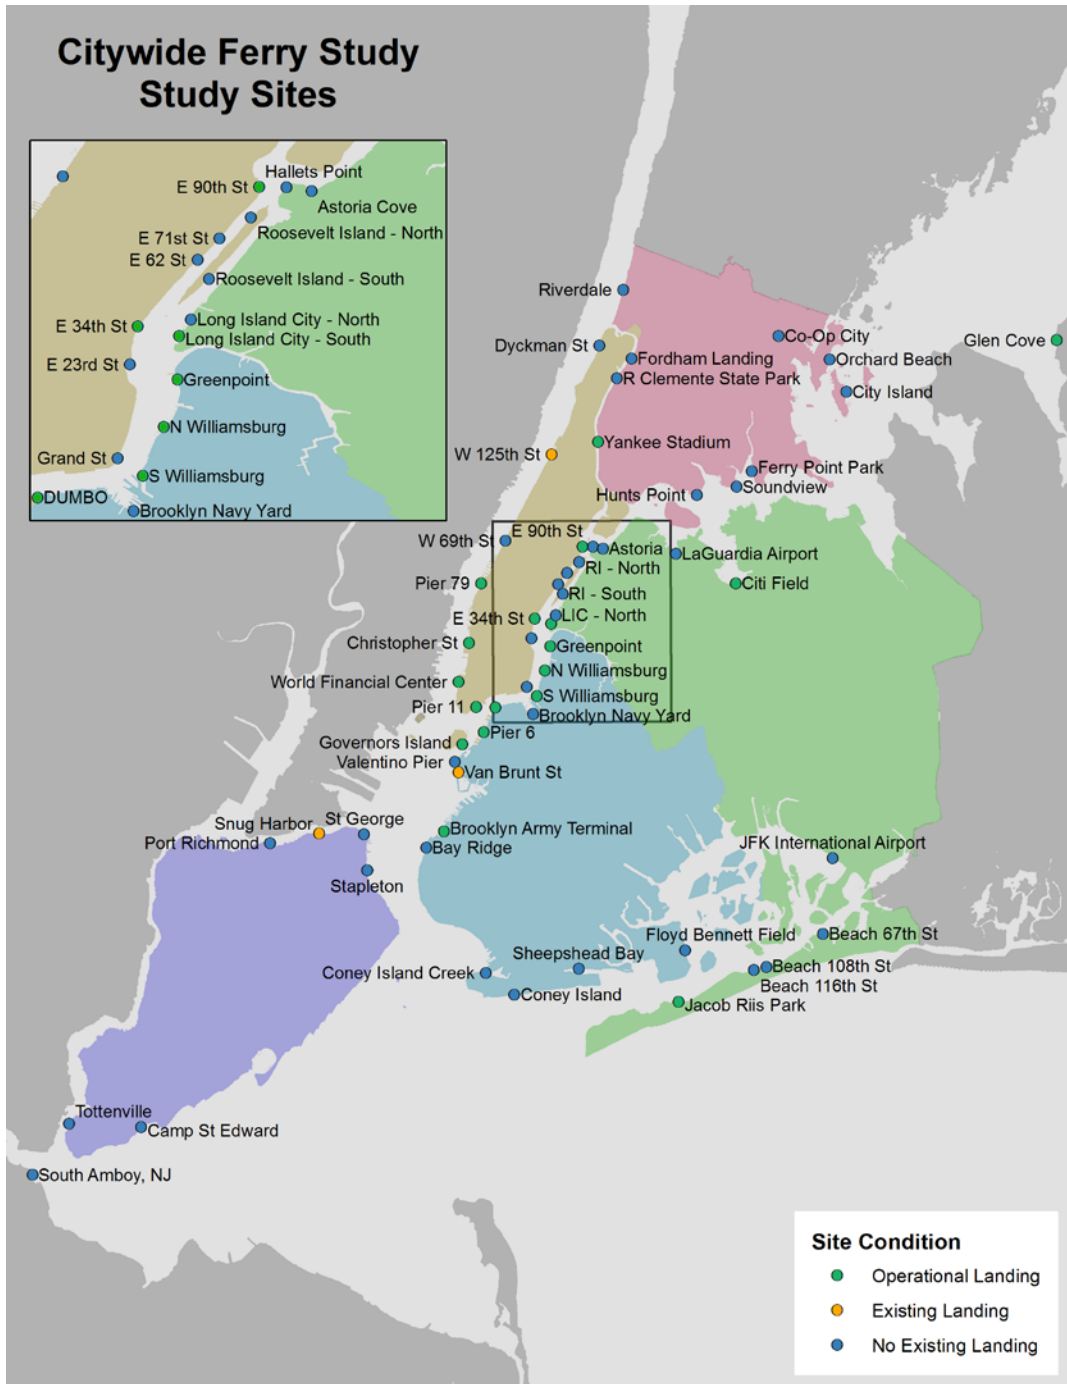 Citywide Ferry Study
Study Sites
Hallets Point
E 90th St
Astoria Cove
Roosevelt Island - North
E 71st St
E 62 St
Roosevelt Island - South
Long Island City - North
E 34th St
Long Island City - South
E 23rd St
Greenpoint
N Williamsburg
Grand St
S Williamsburg
DUMBO
Brooklyn Navy Yard
Riverdale
Co-Op City
Glen Cove
Dyckman St
Fordham Landing
Orchard Beach
R Clemente State Park
City Island
Yankee Stadium
W 125th St
Ferry Point Park
Soundview
Hunts Point
E 90th St
W 69th St
Astoria
LaGuardia Airport
RI - North
Pier 79
Citi Field
RI - South
E 34th St
LIC - North
Christopher St
Greenpoint
N Williamsburg
World Financial Center
S Williamsburg
Pier 11
Brooklyn Navy Yard
Pier 6
Governors Island
Valentino Pier
Van Brunt St
Snug Harbor
St George
Brooklyn Army Terminal
Port Richmond
Bay Ridge
JFK International Airport
Stapleton
Floyd Bennett Field
Beach 67th St
Sheepshead Bay
Coney Island Creek
Beach 108th St
Beach 116th St
Coney Island
Jacob Riis Park
Tottenville
Camp St Edward
South Amboy, NJ
Site Condition
Operational Landing
Existing Landing
No Existing Landing